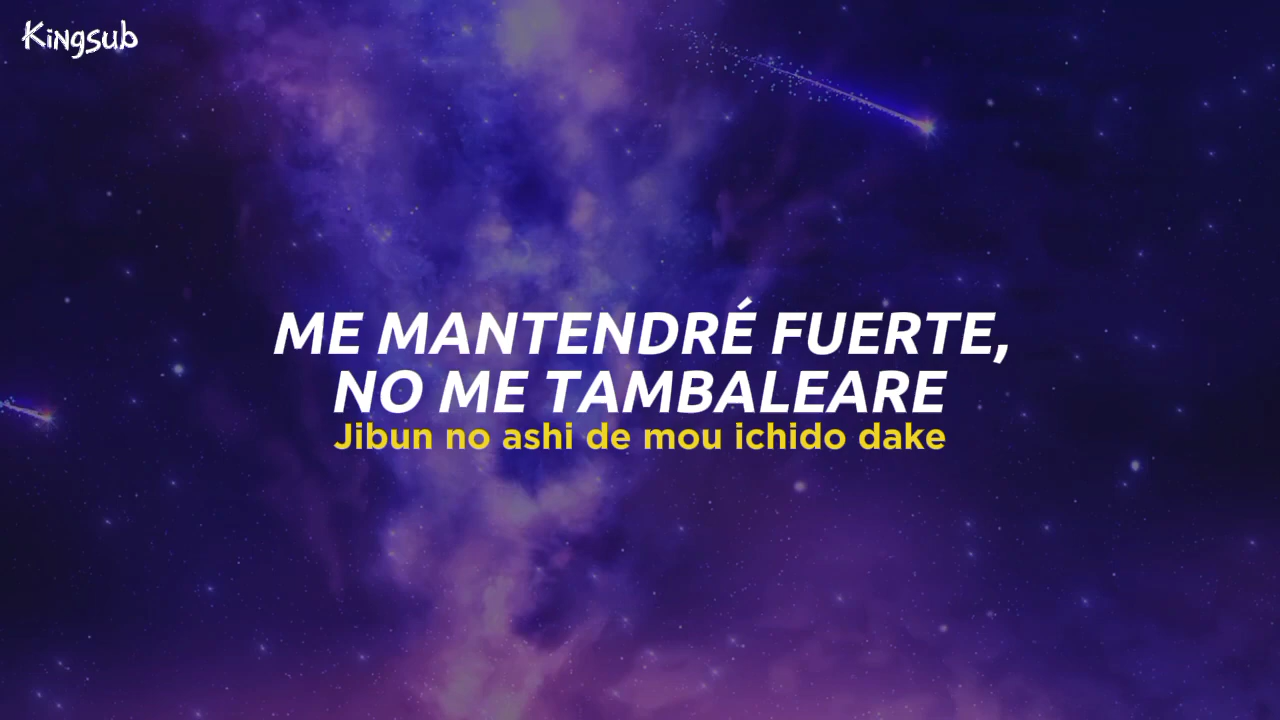 Kingsub
ME MANTENDRÉ FUERTE,
NO ME TAMBALEARE
Jibun no ashi de mou ichido dake